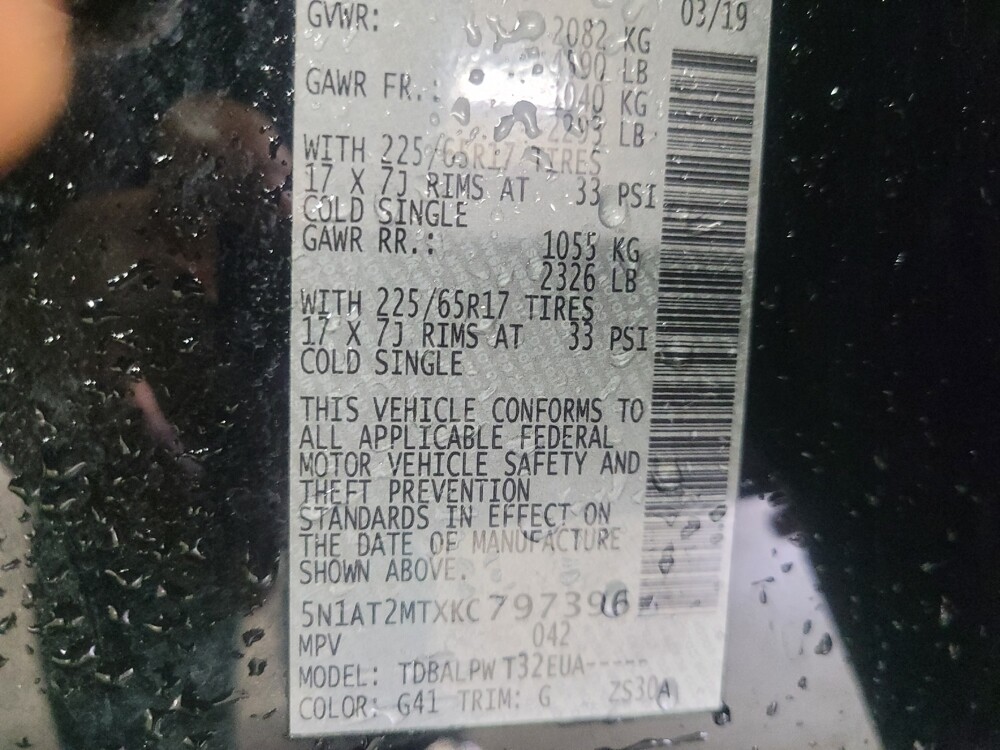 03/19
GVWR: 2082 KG
4590 LB
GAWR FR.: 1040 KG
2293 LB
WITH 225/65R17 TIRES
17 X 7J RIMS AT 33 PSI
COLD SINGLE
GAWR RR.: 1055 KG
2326 LB
WITH 225/65R17 TIRES
17 X 7J RIMS AT 33 PSI
COLD SINGLE
THIS VEHICLE CONFORMS TO
ALL APPLICABLE FEDERAL
MOTOR VEHICLE SAFETY AND
THEFT PREVENTION
STANDARDS IN EFFECT ON
THE DATE OF MANUFACTURE
SHOWN ABOVE.
5N1AT2MTXKC797396
MPV 042
MODEL: TDBALPW T32EUA-----
COLOR: G41 TRIM: G ZS30A